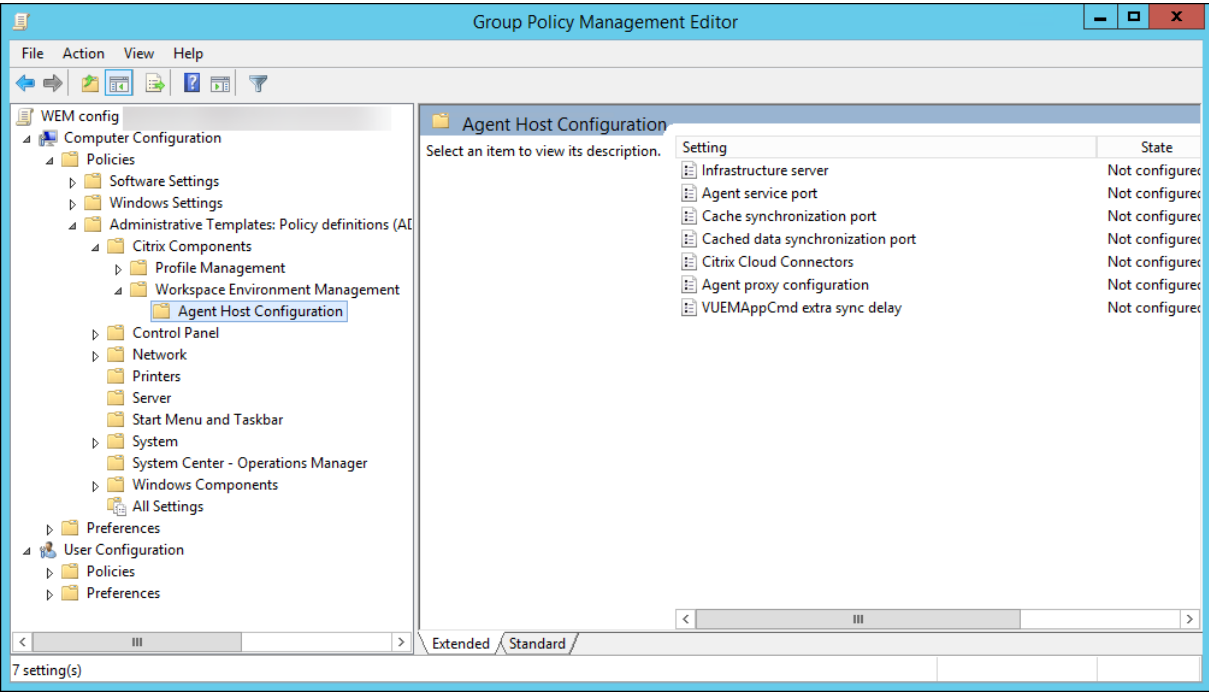 Group Policy Management Editor
File Action View Help
WEM config
Computer Configuration
Policies
Software Settings
Windows Settings
Administrative Templates: Policy definitions (AD
Citrix Components
Profile Management
Workspace Environment Management
Agent Host Configuration
Control Panel
Network
Printers
Server
Start Menu and Taskbar
System
System Center - Operations Manager
Windows Components
All Settings
Preferences
User Configuration
Policies
Preferences
Agent Host Configuration
Select an item to view its description.
Setting State
Infrastructure server Not configured
Agent service port Not configured
Cache synchronization port Not configured
Cached data synchronization port Not configured
Citrix Cloud Connectors Not configured
Agent proxy configuration Not configured
VUEMAppCmd extra sync delay Not configured
Extended Standard
7 setting(s)